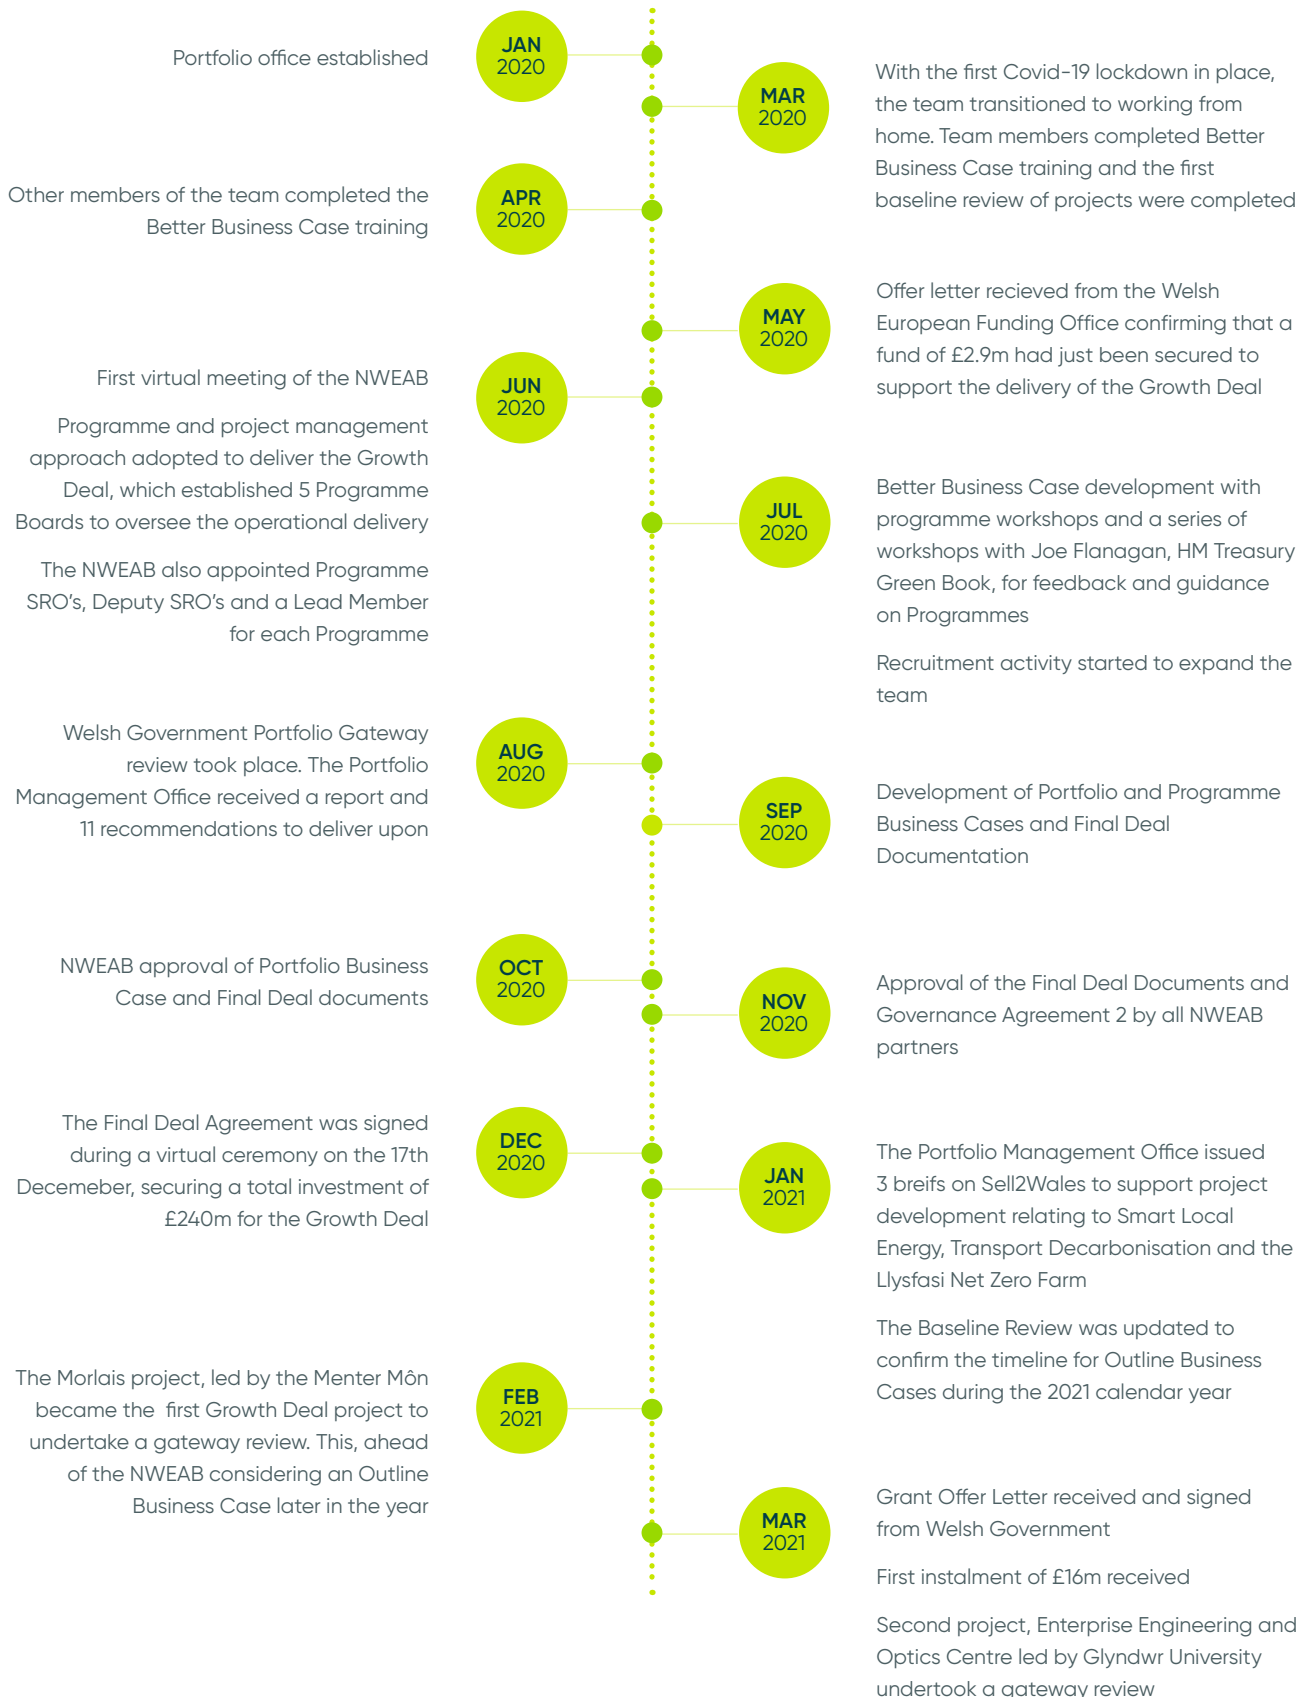 JAN
2020
Portfolio office established
MAR
2020
With the first Covid-19 lockdown in place,
the team transitioned to working from
home. Team members completed Better
Business Case training and the first
baseline review of projects were completed
APR
2020
Other members of the team completed the
Better Business Case training
MAY
2020
Offer letter recieved from the Welsh
European Funding Office confirming that a
fund of £2.9m had just been secured to
support the delivery of the Growth Deal
JUN
2020
First virtual meeting of the NWEAB
Programme and project management
approach adopted to deliver the Growth
Deal, which established 5 Programme
Boards to oversee the operational delivery
The NWEAB also appointed Programme
SRO's, Deputy SRO's and a Lead Member
for each Programme
JUL
2020
Better Business Case development with
programme workshops and a series of
workshops with Joe Flanagan, HM Treasury
Green Book, for feedback and guidance
on Programmes
Recruitment activity started to expand the
team
AUG
2020
Welsh Government Portfolio Gateway
review took place. The Portfolio
Management Office received a report and
11 recommendations to deliver upon
SEP
2020
Development of Portfolio and Programme
Business Cases and Final Deal
Documentation
OCT
2020
NWEAB approval of Portfolio Business
Case and Final Deal documents
NOV
2020
Approval of the Final Deal Documents and
Governance Agreement 2 by all NWEAB
partners
DEC
2020
The Final Deal Agreement was signed
during a virtual ceremony on the 17th
Decemeber, securing a total investment of
£240m for the Growth Deal
JAN
2021
The Portfolio Management Office issued
3 breifs on Sell2Wales to support project
development relating to Smart Local
Energy, Transport Decarbonisation and the
Llysfasi Net Zero Farm
The Baseline Review was updated to
confirm the timeline for Outline Business
Cases during the 2021 calendar year
FEB
2021
The Morlais project, led by the Menter Môn
became the first Growth Deal project to
undertake a gateway review. This, ahead
of the NWEAB considering an Outline
Business Case later in the year
MAR
2021
Grant Offer Letter received and signed
from Welsh Government
First instalment of £16m received
Second project, Enterprise Engineering and
Optics Centre led by Glyndwr University
undertook a gateway review